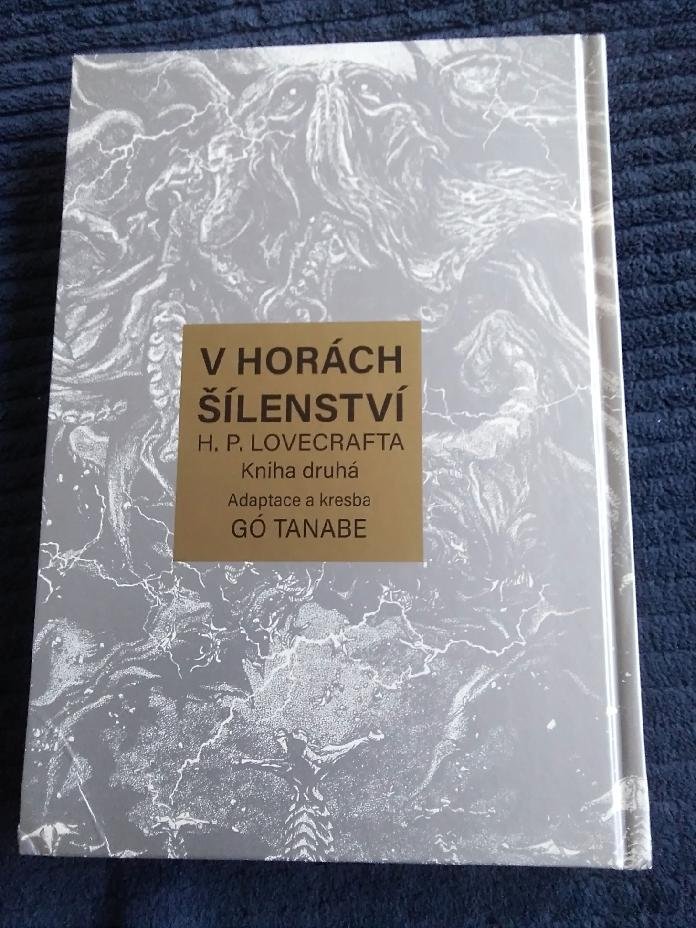 V HORÁCH
ŠÍLENSTVÍ
H. P. LOVECRAFTA
Kniha druhá
Adaptace a kresba
GÓ TANABE